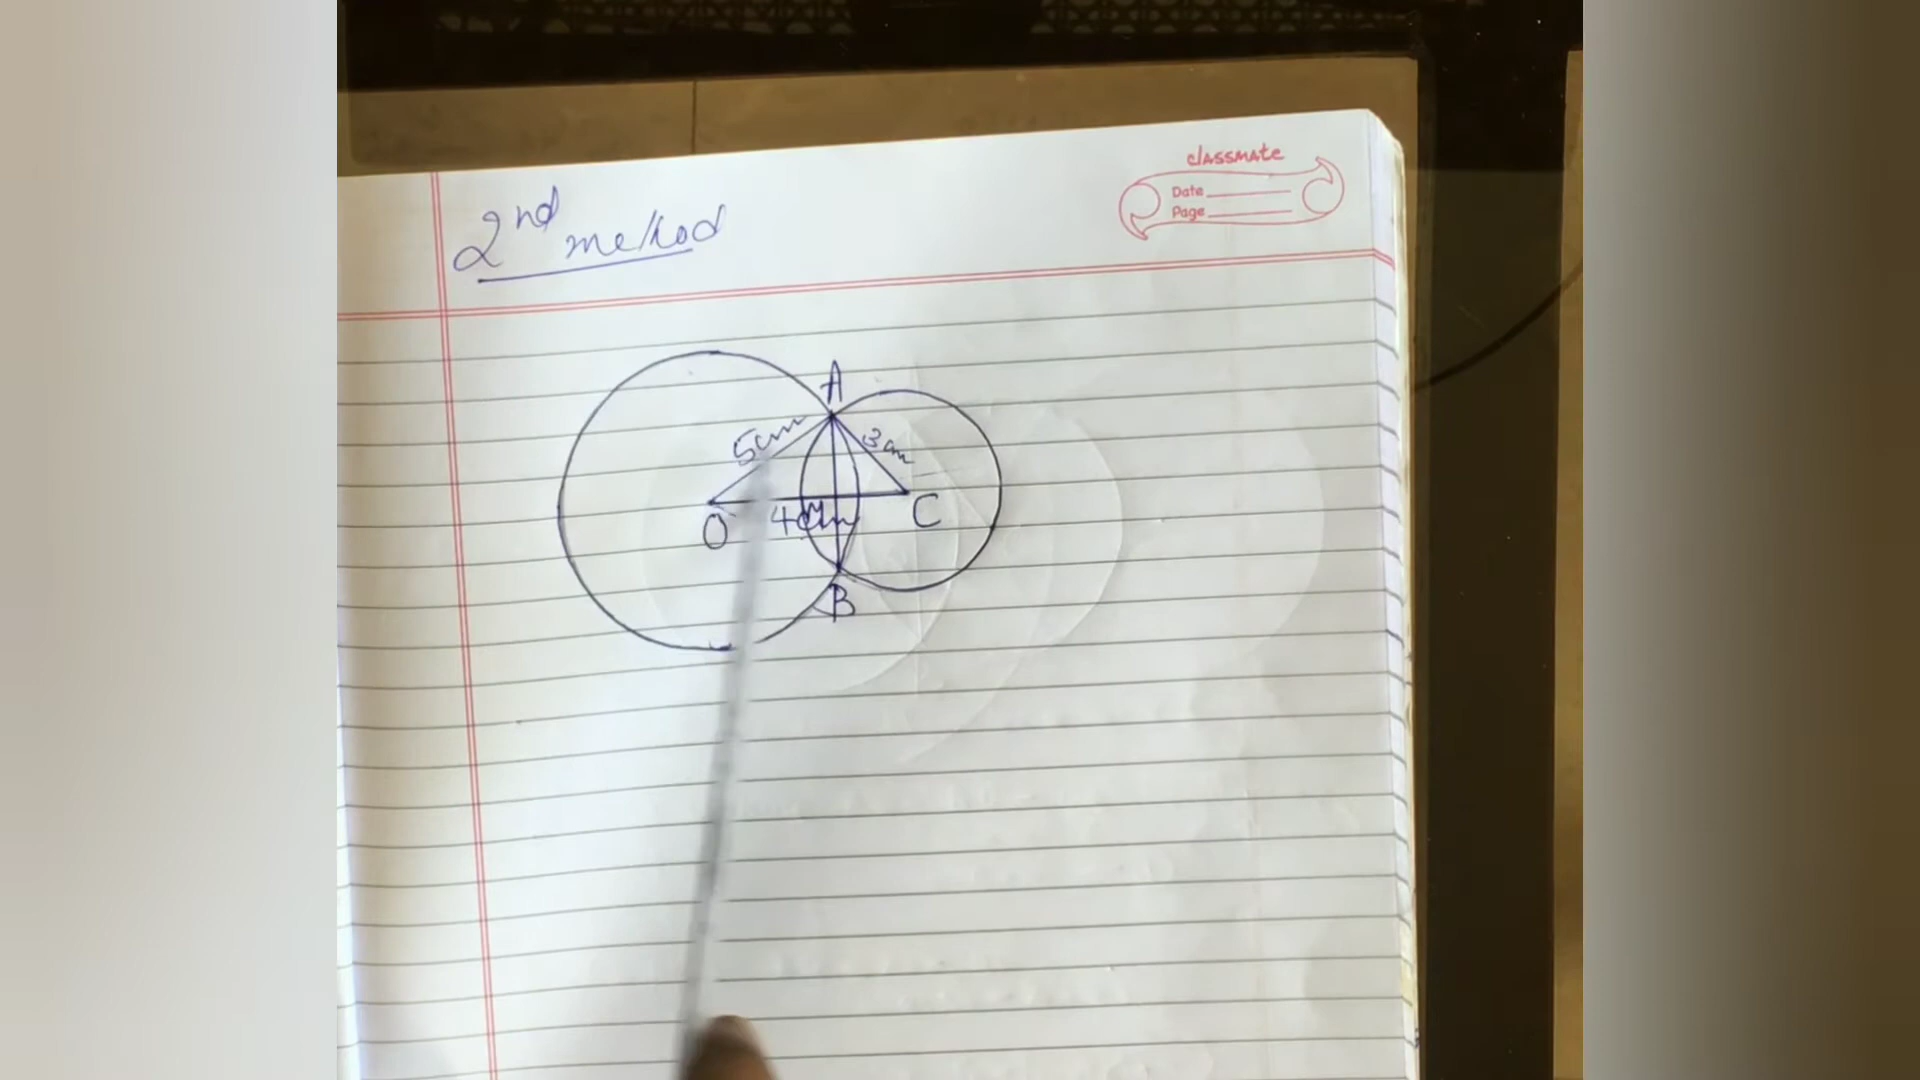 classmate
Date
Page
2nd method
A
5cm
3cm
O
4cm
M
C
B